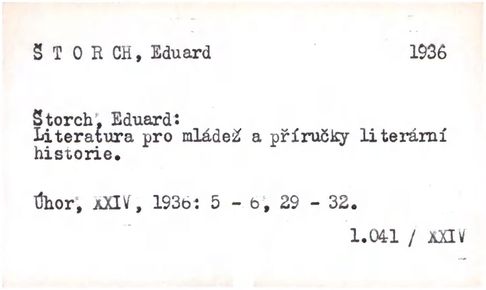 Š T O R CH, Eduard 1936
Štorch, Eduard:
Literatura pro mládež a příručky literární
historie.
Úhor, XXIV, 1936: 5 - 6, 29 - 32.
1.041 / XXIV